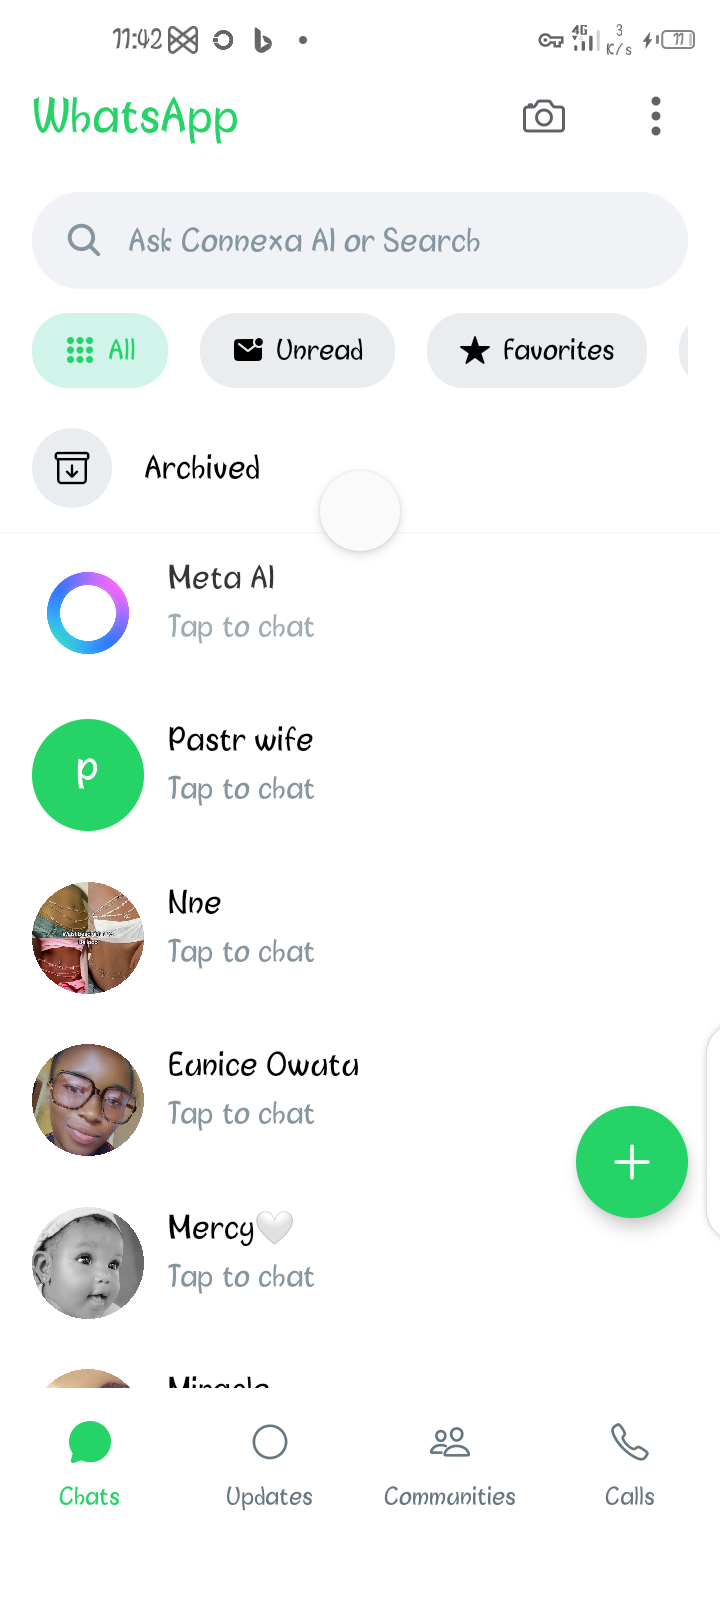 11:42
4G
3
K/s
11
WhatsApp
Ask Connexa AI or Search
All
Unread
Favorites
Archived
Meta AI
Tap to chat
P
Pastr wife
Tap to chat
Nne
Tap to chat
Eunice Owata
Tap to chat
Mercy🤍
Tap to chat
Miracle
Chats
Updates
Communities
Calls